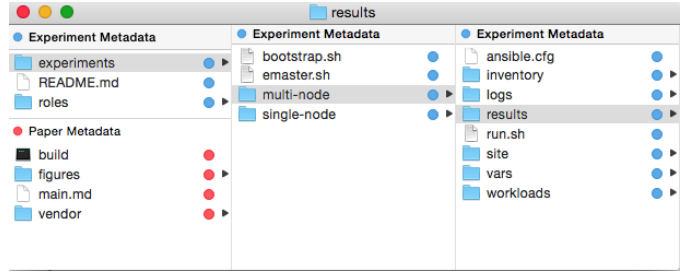 results
Experiment Metadata
experiments
README.md
roles
Paper Metadata
build
figures
main.md
vendor
Experiment Metadata
bootstrap.sh
emaster.sh
multi-node
single-node
Experiment Metadata
ansible.cfg
inventory
logs
results
run.sh
site
vars
workloads